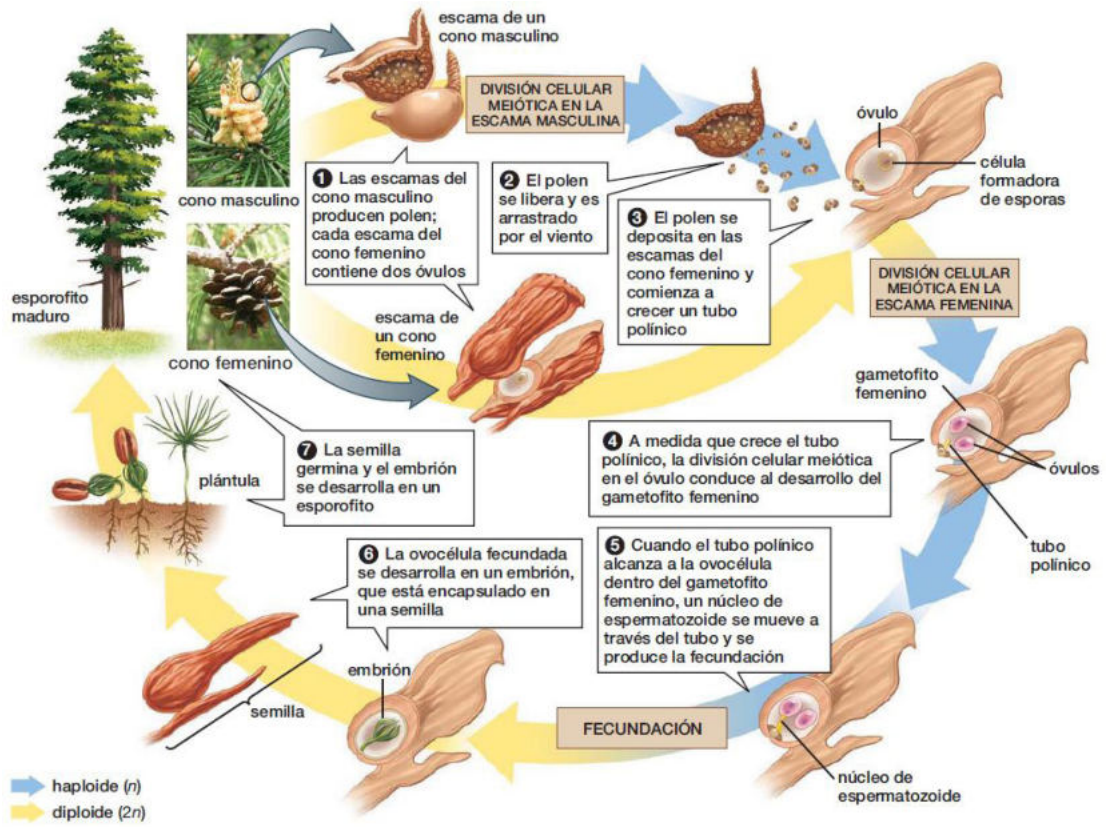 escama de un
cono masculino
DIVISIÓN CELULAR
MEIÓTICA EN LA
ESCAMA MASCULINA
óvulo
célula
formadora
de esporas
cono masculino
1 Las escamas del
cono masculino
producen polen;
cada escama del
cono femenino
contiene dos óvulos
2 El polen
se libera y es
arrastrado
por el viento
3 El polen se
deposita en las
escamas del
cono femenino y
comienza a
crecer un tubo
polínico
DIVISIÓN CELULAR
MEIÓTICA EN LA
ESCAMA FEMENINA
esporofito
maduro
escama de
un cono
femenino
cono femenino
gametofito
femenino
óvulos
tubo
polínico
4 A medida que crece el tubo
polínico, la división celular meiótica
en el óvulo conduce al desarrollo del
gametofito femenino
7 La semilla
germina y el embrión
se desarrolla en un
esporofito
plántula
6 La ovocélula fecundada
se desarrolla en un embrión,
que está encapsulado en
una semilla
5 Cuando el tubo polínico
alcanza a la ovocélula
dentro del gametofito
femenino, un núcleo de
espermatozoide se mueve a
través del tubo y se
produce la fecundación
embrión
semilla
FECUNDACIÓN
núcleo de
espermatozoide
haploide (n)
diploide (2n)